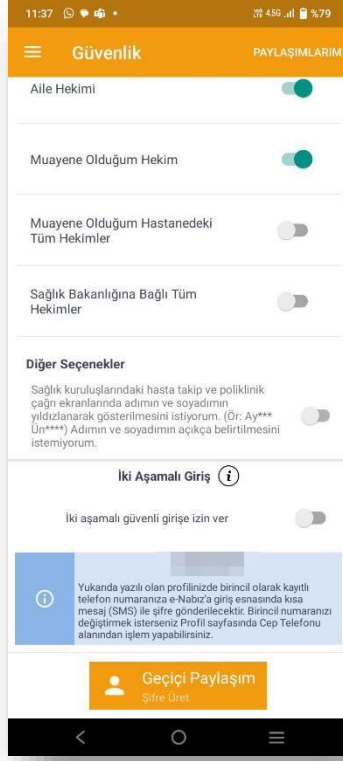 11:37 4.5G %79
Güvenlik PAYLAŞIMLARIM
Aile Hekimi
Muayene Olduğum Hekim
Muayene Olduğum Hastanedeki
Tüm Hekimler
Sağlık Bakanlığına Bağlı Tüm
Hekimler
Diğer Seçenekler
Sağlık kuruluşlarındaki hasta takip ve poliklinik
çağrı ekranlarında adımın ve soyadımın
yıldızlanarak gösterilmesini istiyorum. (Ör: Ay***
Ün****) Adımın ve soyadımın açıkça belirtilmesini
istemiyorum.
İki Aşamalı Giriş i
İki aşamalı güvenli girişe izin ver
Yukarıda yazılı olan profilinizde birincil olarak kayıtlı
telefon numaranıza e-Nabız'a giriş esnasında kısa
mesaj (SMS) ile şifre gönderilecektir. Birincil numaranızı
değiştirmek isterseniz Profil sayfasında Cep Telefonu
alanından işlem yapabilirsiniz.
Geçiçi Paylaşım
Şifre Üret